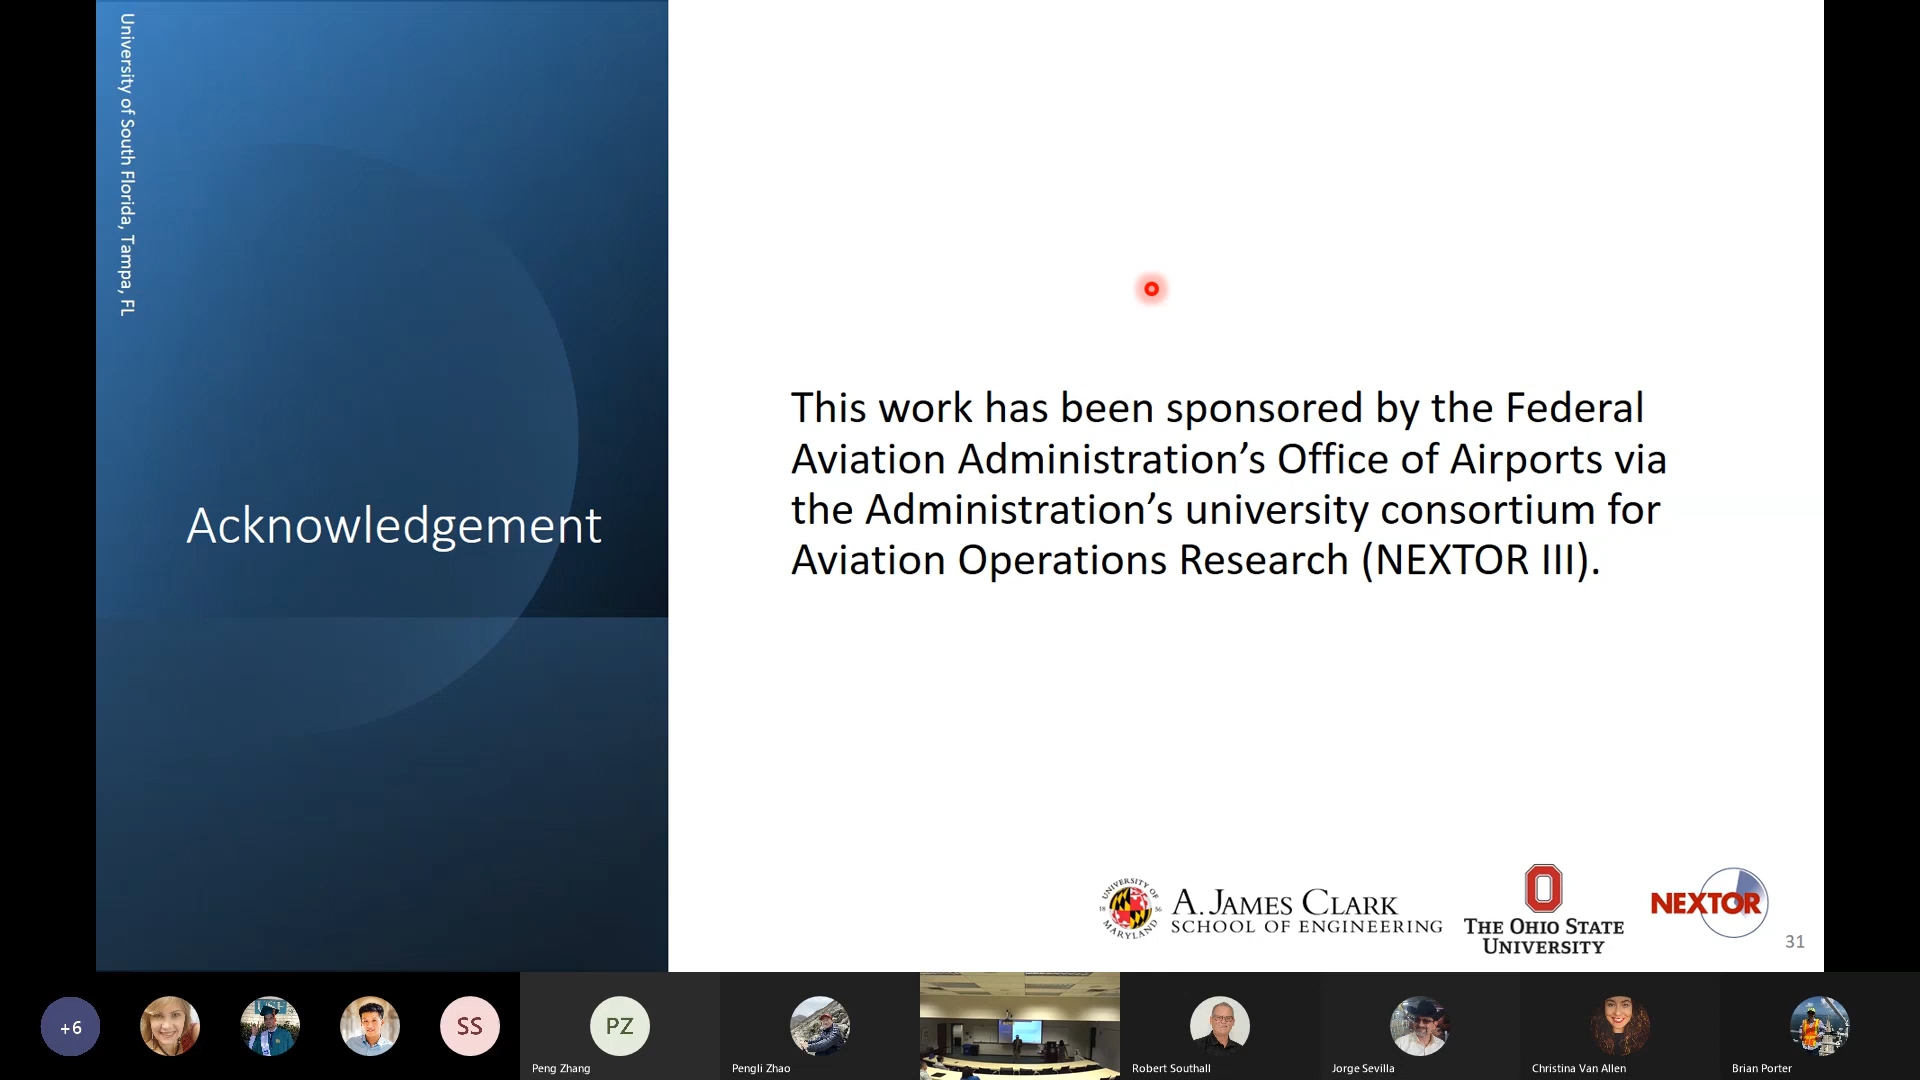 University of South Florida, Tampa, FL
Acknowledgement
This work has been sponsored by the Federal
Aviation Administration’s Office of Airports via
the Administration’s university consortium for
Aviation Operations Research (NEXTOR III).
UNIVERSITY OF
18 56
MARYLAND
A. JAMES CLARK
SCHOOL OF ENGINEERING
THE OHIO STATE
UNIVERSITY
NEXTOR
31
+6
SS
PZ
Peng Zhang
Pengli Zhao
Robert Southall
Jorge Sevilla
Christina Van Allen
Brian Porter